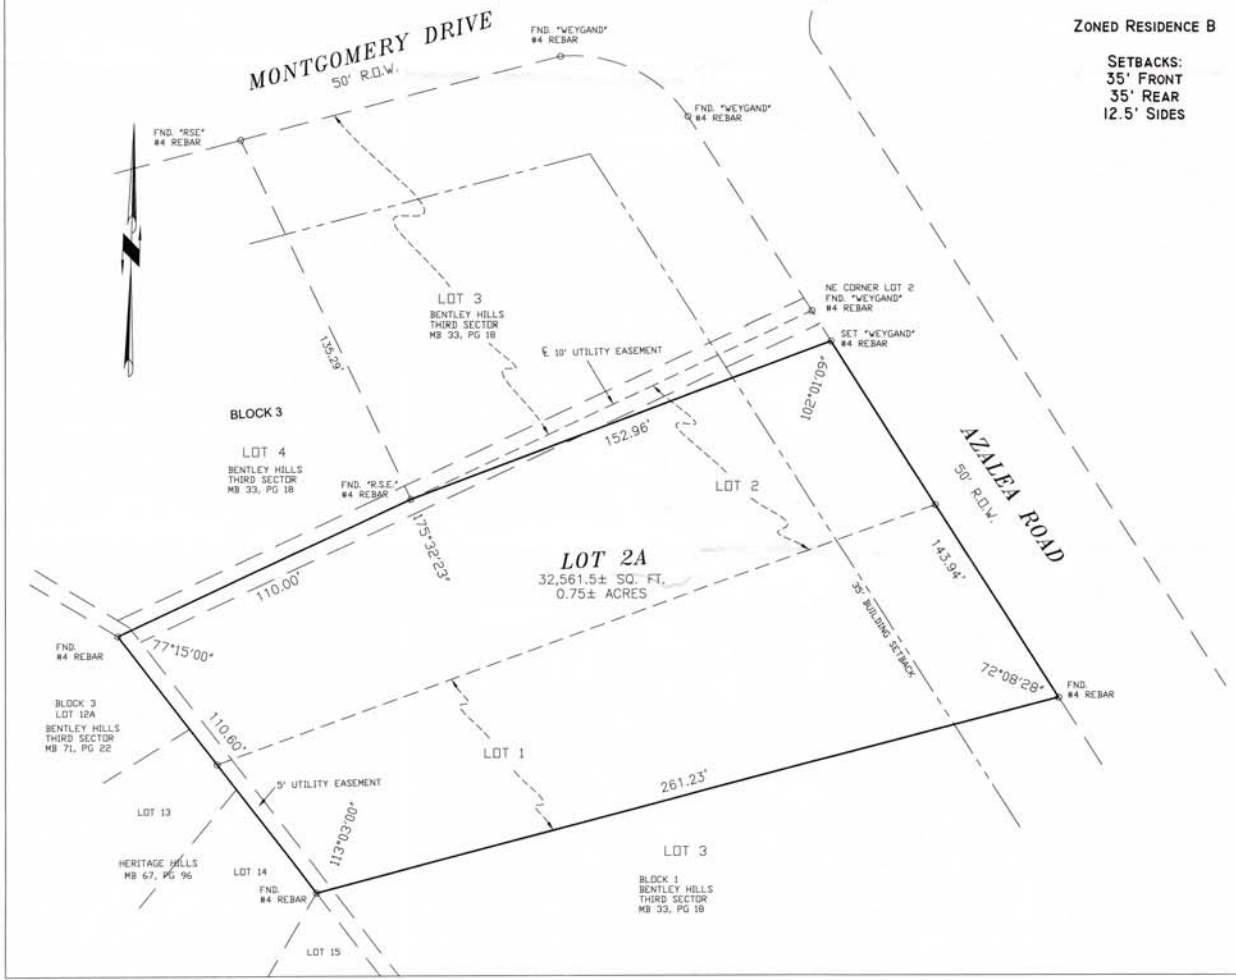 ZONED RESIDENCE B
SETBACKS:
35' FRONT
35' REAR
12.5' SIDES
MONTGOMERY DRIVE
50' R.O.W.
FND. "WEYGAND"
#4 REBAR
FND. "WEYGAND"
#4 REBAR
FND. "RSE"
#4 REBAR
LOT 3
BENTLEY HILLS
THIRD SECTOR
MB 33, PG 18
NE CORNER LOT 2
FND. "WEYGAND"
#4 REBAR
SET "WEYGAND"
#4 REBAR
℄ 10' UTILITY EASEMENT
135.29'
102°01'09"
BLOCK 3
LOT 4
BENTLEY HILLS
THIRD SECTOR
MB 33, PG 18
152.96'
FND. "R.S.E."
#4 REBAR
LOT 2
AZALEA ROAD
50' R.O.W.
175°32'23"
LOT 2A
32,561.5± SQ. FT.
0.75± ACRES
110.00'
143.94'
35' BUILDING SETBACK
FND.
#4 REBAR
77°15'00"
72°08'28"
FND.
#4 REBAR
BLOCK 3
LOT 12A
BENTLEY HILLS
THIRD SECTOR
MB 71, PG 22
110.60'
LOT 1
261.23'
5' UTILITY EASEMENT
LOT 13
113°03'00"
HERITAGE HILLS
MB 67, PG 96
LOT 14
FND.
#4 REBAR
LOT 3
BLOCK 1
BENTLEY HILLS
THIRD SECTOR
MB 33, PG 18
LOT 15